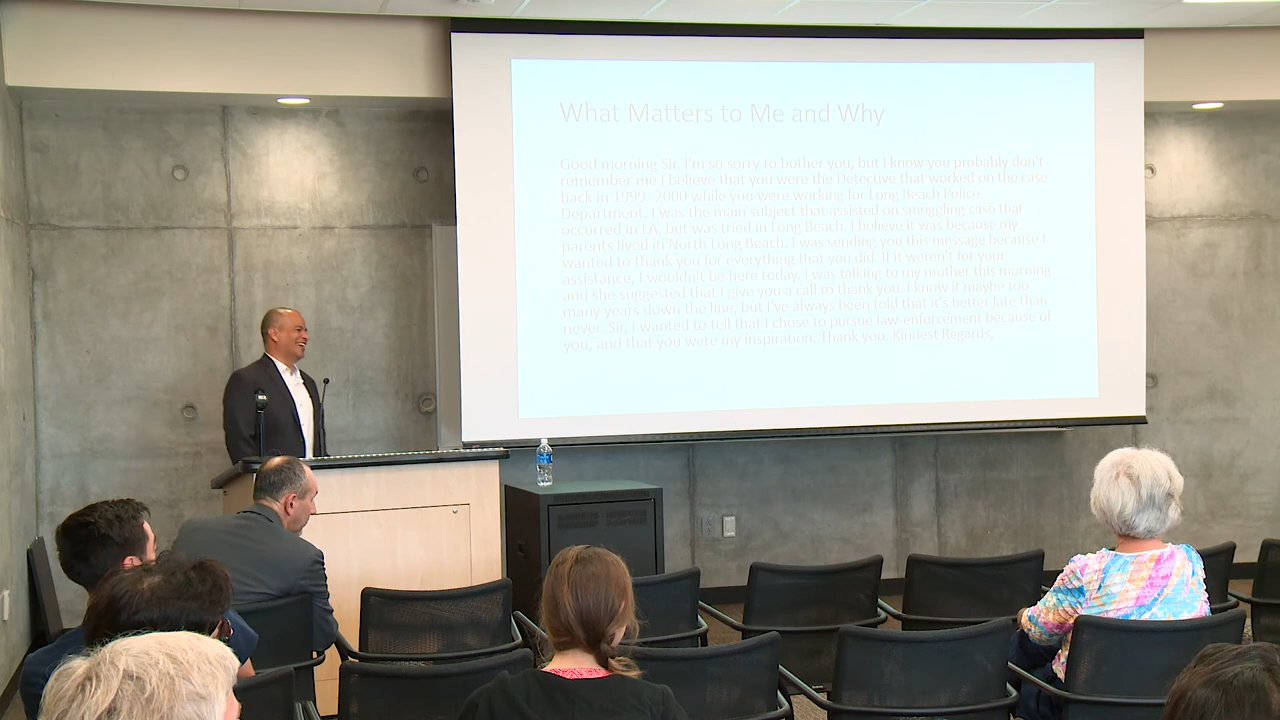 What Matters to Me and Why
Good morning Sir, I'm so sorry to bother you, but I know you probably don't
remember me I believe that you were the Detective that worked on the case
back in 1999- 2000 while you were working for Long Beach Police
Department. I was the main subject that assisted on smuggling case that
occurred in LA, but was tried in Long Beach. I believe it was because my
parents lived in North Long Beach. I was sending you this message because I
wanted to thank you for everything that you did. If it weren't for your
assistance, I wouldn't be here today. I was talking to my mother this morning
and she suggested that I give you a call to thank you. I know it maybe too
many years down the line, but I've always been told that it's better late than
never. Sir, I wanted to tell that I chose to pursue law-enforcement because of
you, and that you were my inspiration. Thank you. Kindest Regards,